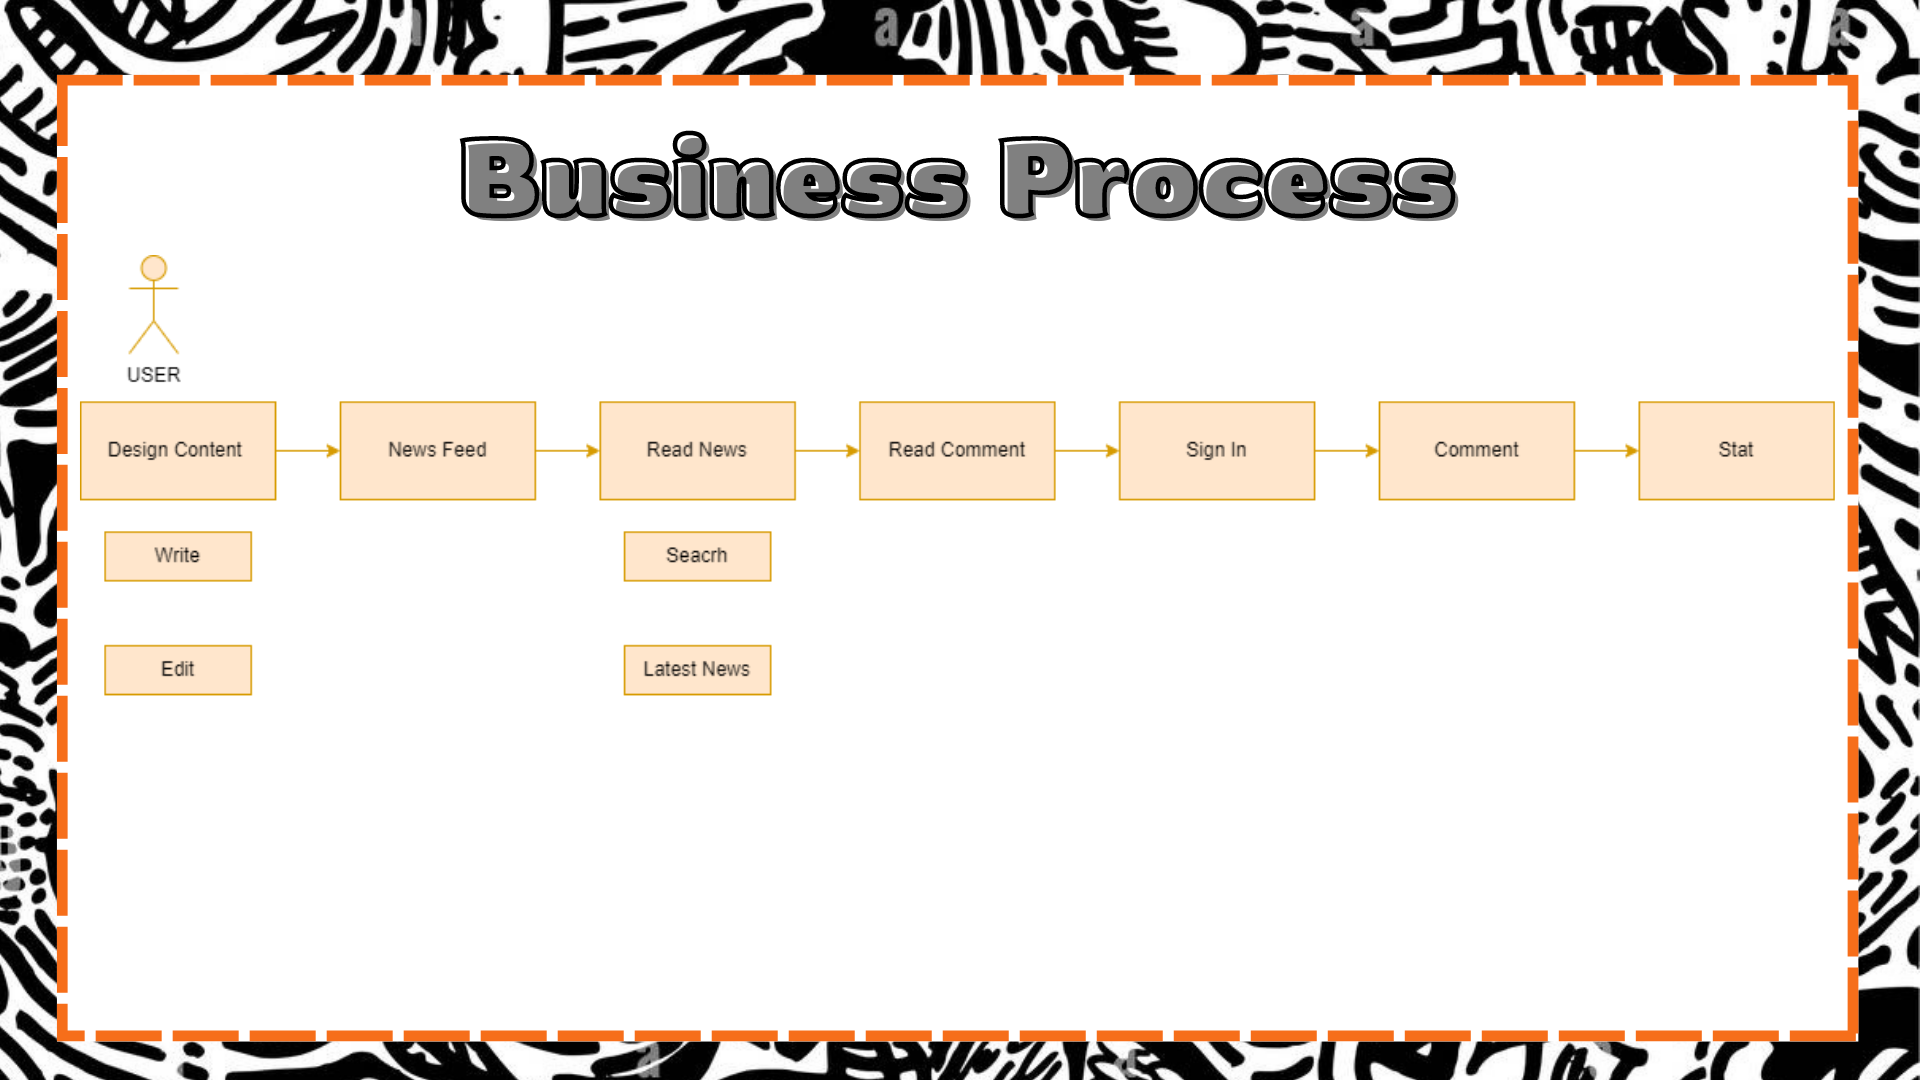 Business Process
USER
Design Content
News Feed
Read News
Read Comment
Sign In
Comment
Stat
Write
Seacrh
Edit
Latest News
a
a
a
a
a
a